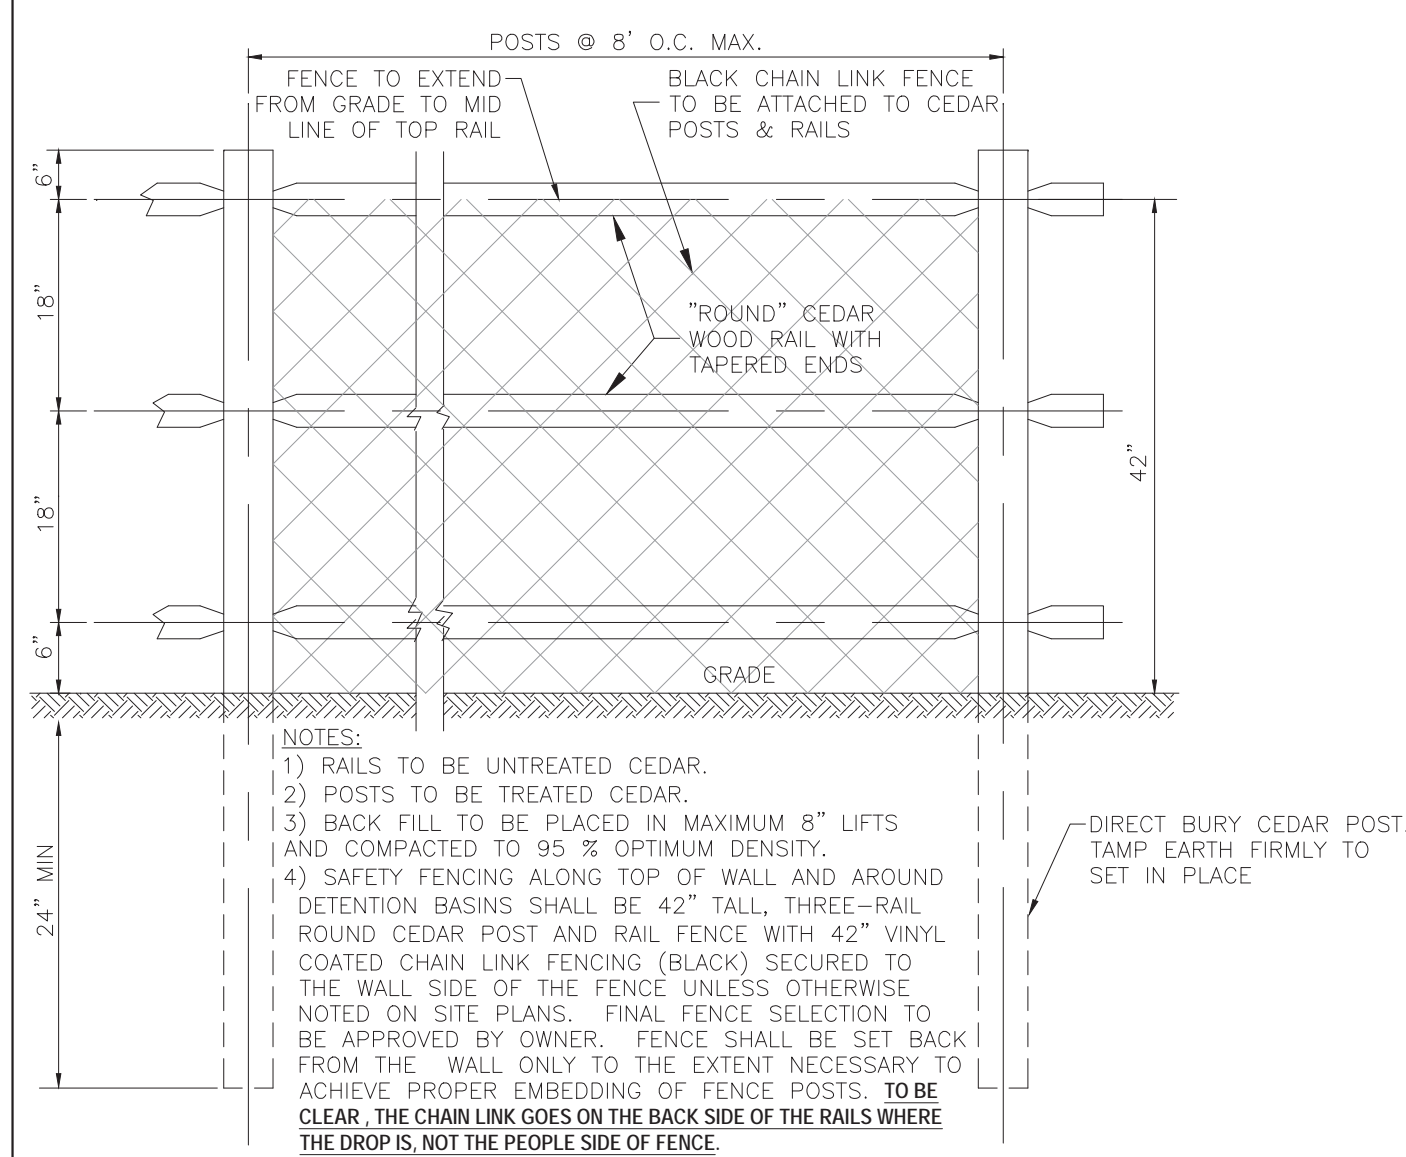 POSTS @ 8' O.C. MAX.
FENCE TO EXTEND
FROM GRADE TO MID
LINE OF TOP RAIL
BLACK CHAIN LINK FENCE
TO BE ATTACHED TO CEDAR
POSTS & RAILS
6"
18"
18"
6"
24" MIN
42"
"ROUND" CEDAR
WOOD RAIL WITH
TAPERED ENDS
GRADE
DIRECT BURY CEDAR POST.
TAMP EARTH FIRMLY TO
SET IN PLACE
NOTES:
1) RAILS TO BE UNTREATED CEDAR.
2) POSTS TO BE TREATED CEDAR.
3) BACK FILL TO BE PLACED IN MAXIMUM 8" LIFTS
AND COMPACTED TO 95 % OPTIMUM DENSITY.
4) SAFETY FENCING ALONG TOP OF WALL AND AROUND
DETENTION BASINS SHALL BE 42" TALL, THREE-RAIL
ROUND CEDAR POST AND RAIL FENCE WITH 42" VINYL
COATED CHAIN LINK FENCING (BLACK) SECURED TO
THE WALL SIDE OF THE FENCE UNLESS OTHERWISE
NOTED ON SITE PLANS. FINAL FENCE SELECTION TO
BE APPROVED BY OWNER. FENCE SHALL BE SET BACK
FROM THE WALL ONLY TO THE EXTENT NECESSARY TO
ACHIEVE PROPER EMBEDDING OF FENCE POSTS. TO BE
CLEAR , THE CHAIN LINK GOES ON THE BACK SIDE OF THE RAILS WHERE
THE DROP IS, NOT THE PEOPLE SIDE OF FENCE.